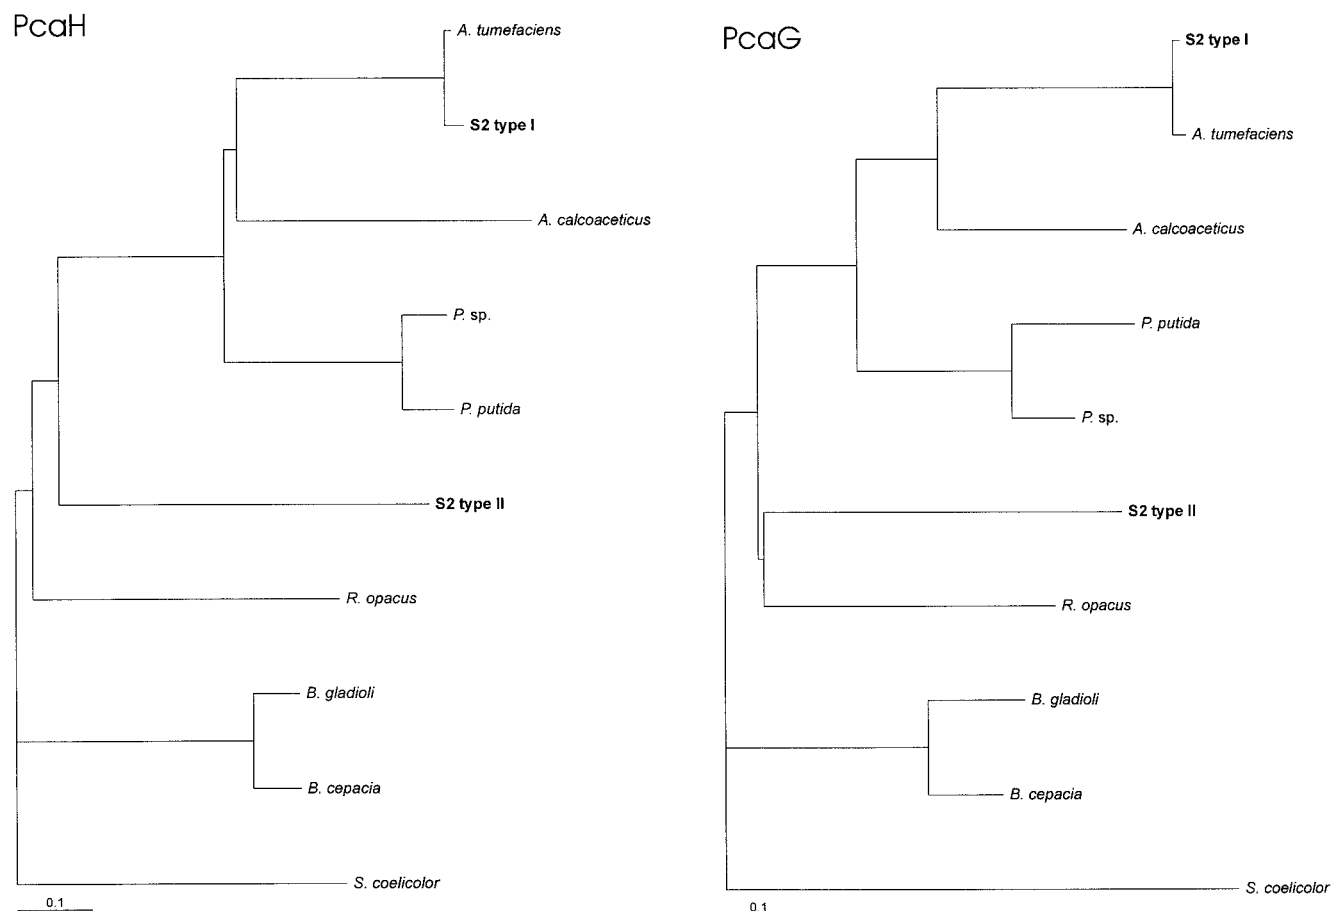 PcaH
A. tumefaciens
S2 type I
A. calcoaceticus
P. sp.
P. putida
S2 type II
R. opacus
B. gladioli
B. cepacia
S. coelicolor
0.1
PcaG
S2 type I
A. tumefaciens
A. calcoaceticus
P. putida
P. sp.
S2 type II
R. opacus
B. gladioli
B. cepacia
S. coelicolor
0.1